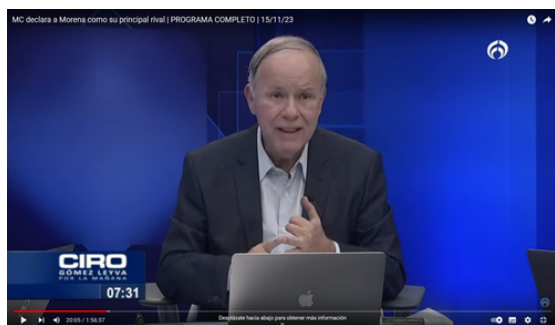 MC declara a Morena como su principal rival | PROGRAMA COMPLETO | 15/11/23
CIRO
GÓMEZ LEYVA
POR LA MAÑANA
07:31
20:05 / 1:56:37
Desplázate hacia abajo para obtener más información